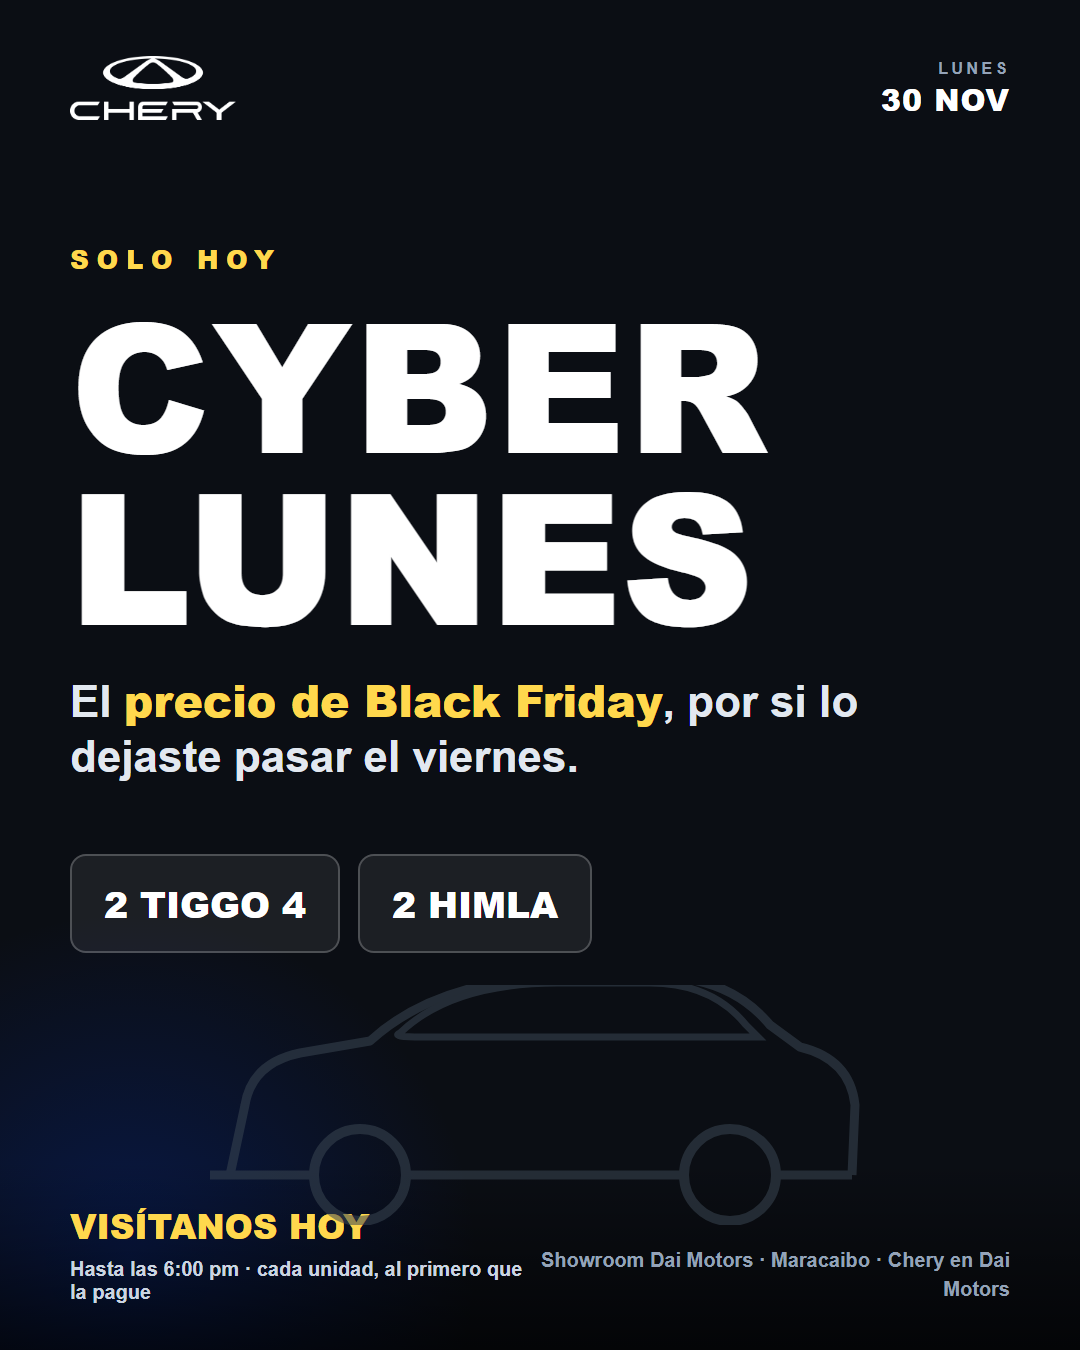 CHERY
LUNES
30 NOV
SOLO HOY
CYBER
LUNES
El precio de Black Friday, por si lo
dejaste pasar el viernes.
2 TIGGO 4
2 HIMLA
VISÍTANOS HOY
Hasta las 6:00 pm · cada unidad, al primero que
la pague
Showroom Dai Motors · Maracaibo · Chery en Dai
Motors